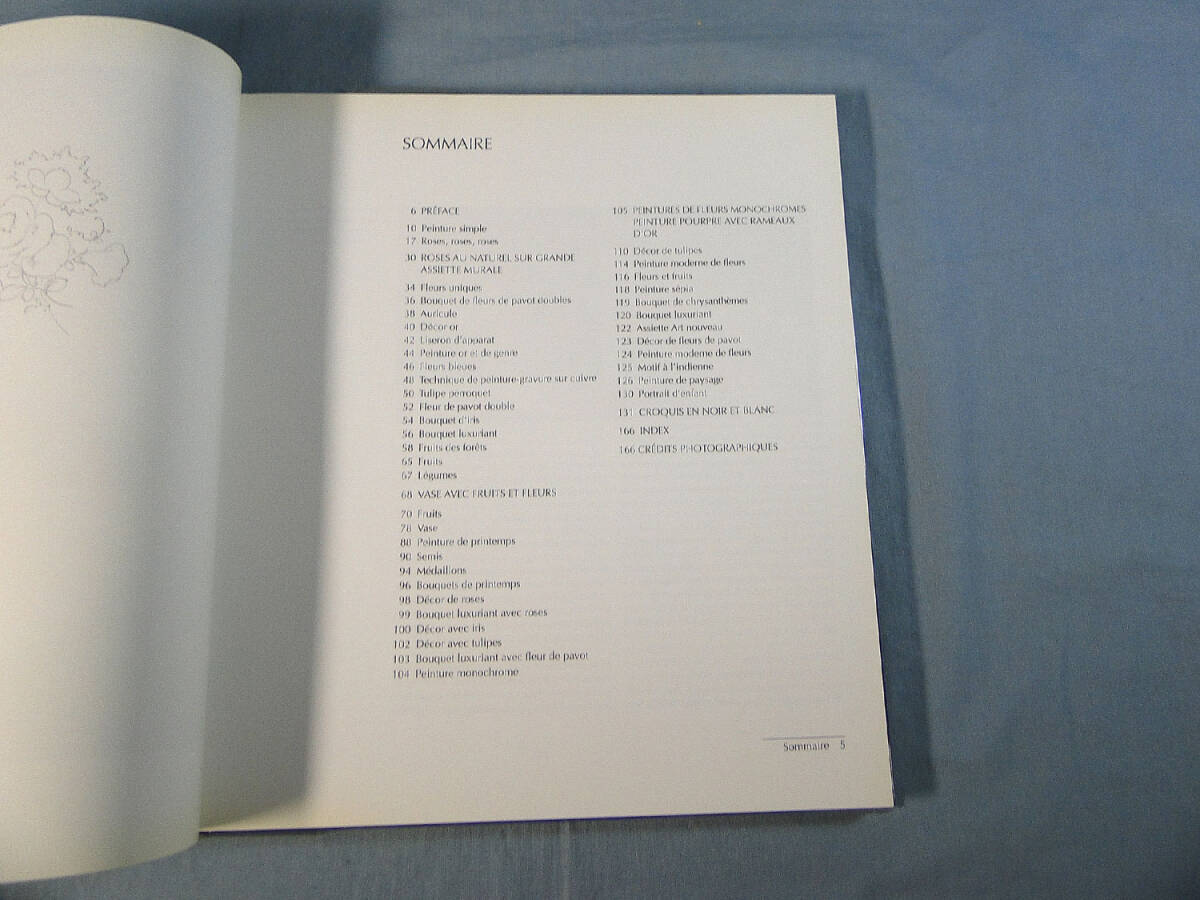 SOMMAIRE
6 PRÉFACE
10 Peinture simple
17 Roses, roses, roses
30 ROSES AU NATUREL SUR GRANDE
ASSIETTE MURALE
34 Fleurs uniques
36 Bouquet de fleurs de pavot doubles
38 Auricule
40 Décor or
42 Liseron d'apparat
44 Peinture or et de genre
46 Fleurs bleues
48 Technique de peinture-gravure sur cuivre
50 Tulipe perroquet
52 Fleur de pavot double
54 Bouquet d'iris
56 Bouquet luxuriant
58 Fruits des forêts
65 Fruits
67 Légumes
68 VASE AVEC FRUITS ET FLEURS
70 Fruits
78 Vase
88 Peinture de printemps
90 Semis
94 Médaillons
96 Bouquets de printemps
98 Décor de roses
99 Bouquet luxuriant avec roses
100 Décor avec iris
102 Décor avec tulipes
103 Bouquet luxuriant avec fleur de pavot
104 Peinture monochrome
105 PEINTURES DE FLEURS MONOCHROMES
PEINTURE POURPRE AVEC RAMEAUX
D'OR
110 Décor de tulipes
114 Peinture moderne de fleurs
116 Fleurs et fruits
118 Peinture sépia
119 Bouquet de chrysanthèmes
120 Bouquet luxuriant
122 Assiette Art nouveau
123 Décor de fleurs de pavot
124 Peinture moderne de fleurs
125 Motif à l'indienne
126 Peinture de paysage
130 Portrait d'enfant
131 CROQUIS EN NOIR ET BLANC
166 INDEX
166 CRÉDITS PHOTOGRAPHIQUES
Sommaire 5